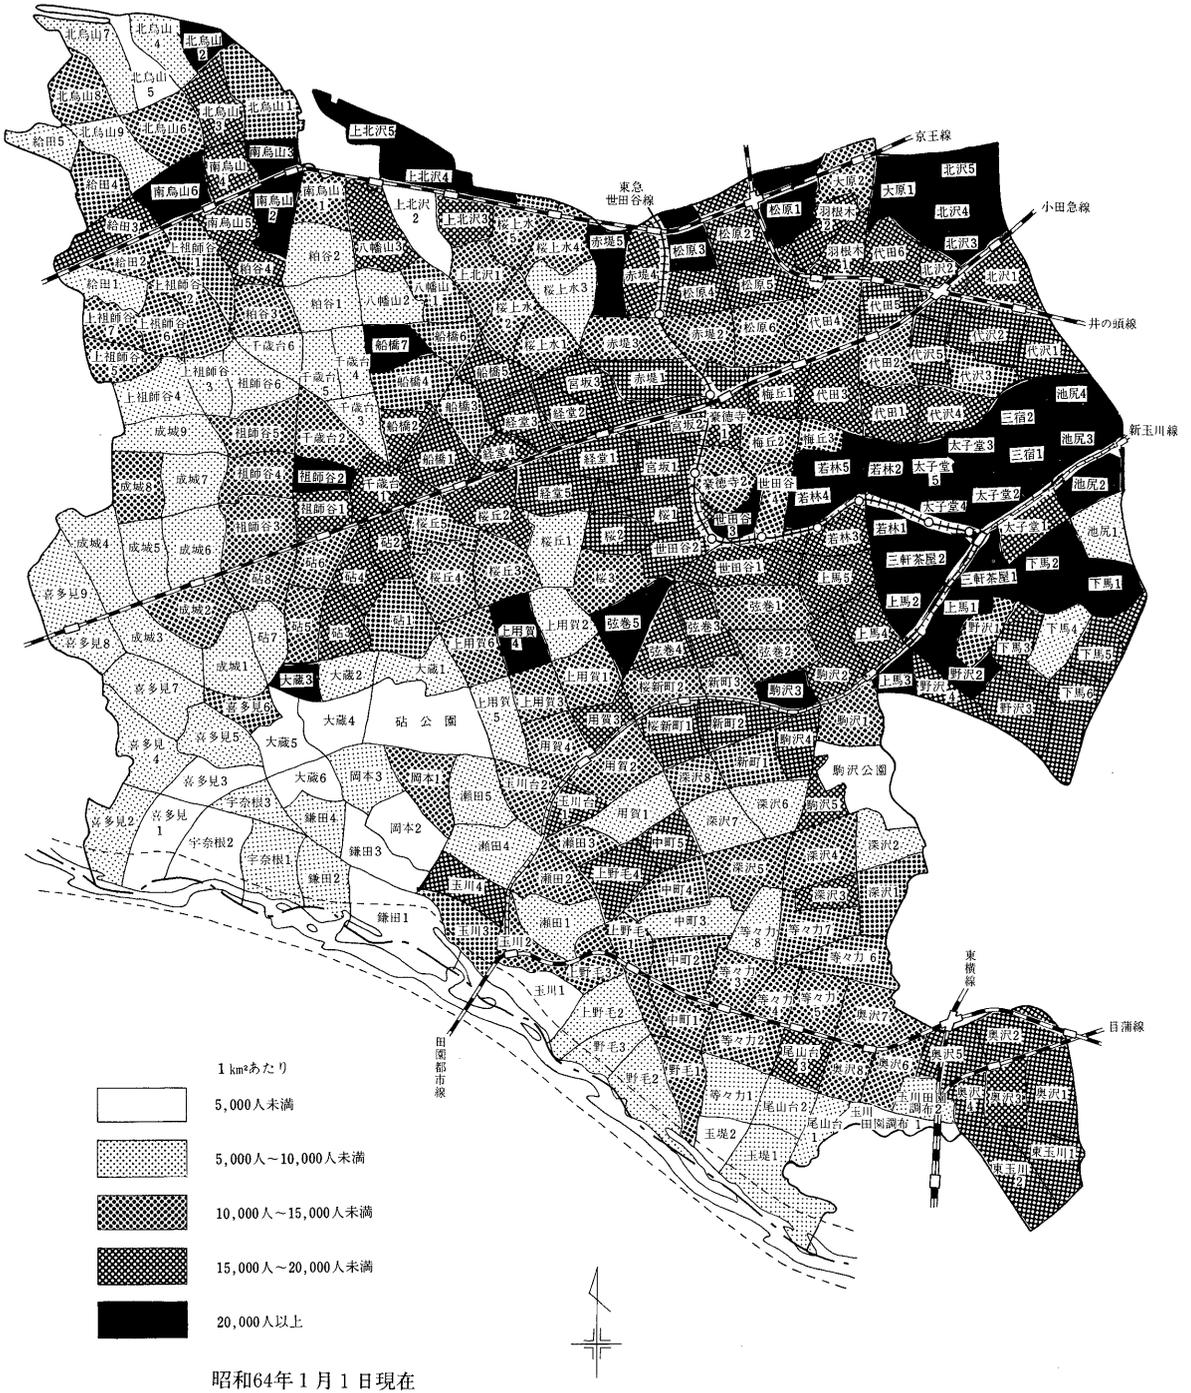 北烏山7
北烏山
4
北烏山
2
北烏山
5
北烏山8
北烏山
3
北烏山1
北烏山9
北烏山6
給田5
上北沢5
南烏山3
南烏山
4
南烏山6
給田4
上北沢4
南烏山
2
南烏山
1
上北沢
2
上北沢3
南烏山5
給田3
桜上水
5
桜上水4
東急
世田谷線
京王線
大原2
大原1
北沢5
北沢4
北沢3
小田急線
松原1
羽根木
2
松原2
松原3
赤堤5
給田2
上祖師谷
1
粕谷4
粕谷2
八幡山3
上北沢1
赤堤4
松原4
松原5
羽根木
1
代田6
北沢2
北沢1
給田1
上祖師谷
2
粕谷3
粕谷1
八幡山2
八幡山
1
桜上水3
桜上水
2
代田5
井の頭線
上祖師谷
7
上祖師谷
6
千歳台6
船橋7
船橋6
桜上水1
赤堤3
赤堤2
松原6
代田4
代沢2
代沢1
上祖師谷
5
上祖師谷
3
祖師谷6
千歳台
5
千歳台
4
船橋4
船橋5
宮坂3
赤堤1
代田2
代沢5
代沢3
上祖師谷4
千歳台
3
船橋3
経堂3
経堂2
宮坂2
豪徳寺
1
梅丘1
代田3
代田1
代沢4
三宿2
池尻4
成城9
祖師谷5
千歳台2
船橋2
船橋1
経堂4
経堂1
宮坂1
梅丘2
梅丘3
太子堂3
池尻3
三宿1
新玉川線
成城8
成城7
祖師谷4
祖師谷2
千歳台
1
豪徳寺2
世田谷
4
若林5
若林2
太子堂
5
池尻2
祖師谷1
経堂5
若林4
太子堂2
太子堂4
成城4
成城5
成城6
祖師谷3
砧6
砧2
桜丘5
桜丘2
桜丘1
桜2
桜1
世田谷
3
世田谷2
若林3
若林1
太子堂1
池尻1
喜多見9
砧8
砧4
桜丘4
桜丘3
桜3
世田谷1
上馬5
三軒茶屋2
三軒茶屋1
下馬2
下馬1
喜多見8
成城3
成城2
砧7
砧5
砧3
砧1
上用賀6
上用賀
4
上用賀2
弦巻5
弦巻4
弦巻3
弦巻1
弦巻2
上馬4
上馬2
上馬1
野沢1
下馬4
下馬3
下馬5
成城1
大蔵3
大蔵2
大蔵1
上用賀1
桜新町2
新町3
駒沢3
駒沢2
上馬3
野沢
4
野沢2
野沢3
下馬6
喜多見7
喜多見6
大蔵4
砧公園
上用賀
5
上用賀3
用賀3
桜新町1
新町2
駒沢4
駒沢1
喜多見
4
喜多見5
大蔵5
用賀4
用賀2
新町1
駒沢公園
喜多見3
大蔵6
岡本3
岡本1
瀬田5
玉川台2
玉川台
1
深沢8
深沢6
駒沢5
喜多見2
喜多見
1
宇奈根3
鎌田4
岡本2
用賀1
深沢7
宇奈根2
宇奈根1
鎌田3
瀬田4
瀬田3
中町5
深沢5
深沢4
深沢2
鎌田2
玉川4
瀬田2
上野毛4
中町4
深沢3
深沢1
鎌田1
玉川3
玉川2
瀬田1
上野毛
1
中町3
等々力
8
等々力7
等々力6
上野毛3
中町2
等々力
3
玉川1
上野毛2
中町1
等々力
4
等々力
5
奥沢7
東横線
目蒲線
田園都市線
野毛3
等々力2
尾山台
3
奥沢8
奥沢6
奥沢5
奥沢2
野毛2
野毛1
等々力1
尾山台2
玉川田園
調布2
奥沢
4
奥沢3
奥沢1
玉堤2
尾山台
1
玉川
田園調布1
玉堤1
東玉川
2
東玉川1
1km²あたり
5,000人未満
5,000人～10,000人未満
10,000人～15,000人未満
15,000人～20,000人未満
20,000人以上
昭和64年1月1日現在